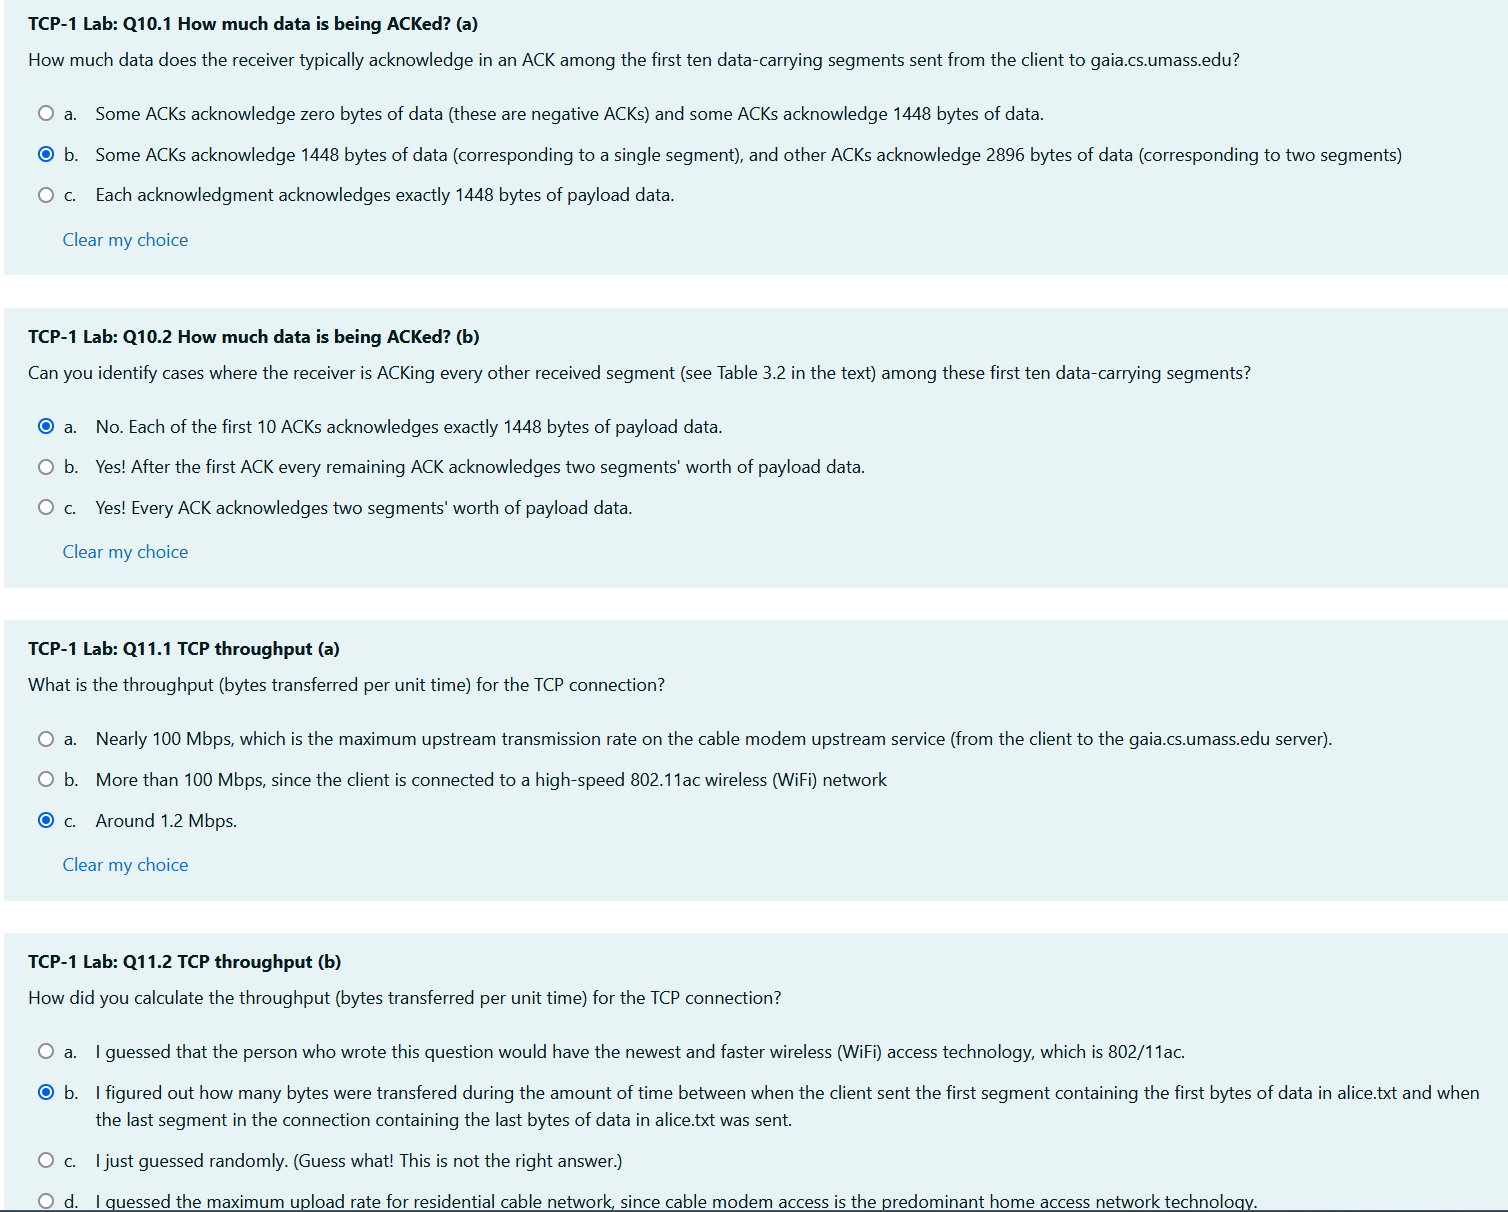 TCP-1 Lab: Q10.1 How much data is being ACKed? (a)
How much data does the receiver typically acknowledge in an ACK among the first ten data-carrying segments sent from the client to gaia.cs.umass.edu?
a. Some ACKs acknowledge zero bytes of data (these are negative ACKs) and some ACKs acknowledge 1448 bytes of data.
b. Some ACKs acknowledge 1448 bytes of data (corresponding to a single segment), and other ACKs acknowledge 2896 bytes of data (corresponding to two segments)
c. Each acknowledgment acknowledges exactly 1448 bytes of payload data.
Clear my choice
TCP-1 Lab: Q10.2 How much data is being ACKed? (b)
Can you identify cases where the receiver is ACKing every other received segment (see Table 3.2 in the text) among these first ten data-carrying segments?
a. No. Each of the first 10 ACKs acknowledges exactly 1448 bytes of payload data.
b. Yes! After the first ACK every remaining ACK acknowledges two segments' worth of payload data.
c. Yes! Every ACK acknowledges two segments' worth of payload data.
Clear my choice
TCP-1 Lab: Q11.1 TCP throughput (a)
What is the throughput (bytes transferred per unit time) for the TCP connection?
a. Nearly 100 Mbps, which is the maximum upstream transmission rate on the cable modem upstream service (from the client to the gaia.cs.umass.edu server).
b. More than 100 Mbps, since the client is connected to a high-speed 802.11ac wireless (WiFi) network
c. Around 1.2 Mbps.
Clear my choice
TCP-1 Lab: Q11.2 TCP throughput (b)
How did you calculate the throughput (bytes transferred per unit time) for the TCP connection?
a. I guessed that the person who wrote this question would have the newest and faster wireless (WiFi) access technology, which is 802/11ac.
b. I figured out how many bytes were transfered during the amount of time between when the client sent the first segment containing the first bytes of data in alice.txt and when
the last segment in the connection containing the last bytes of data in alice.txt was sent.
c. I just guessed randomly. (Guess what! This is not the right answer.)
d. I guessed the maximum upload rate for residential cable network, since cable modem access is the predominant home access network technology.